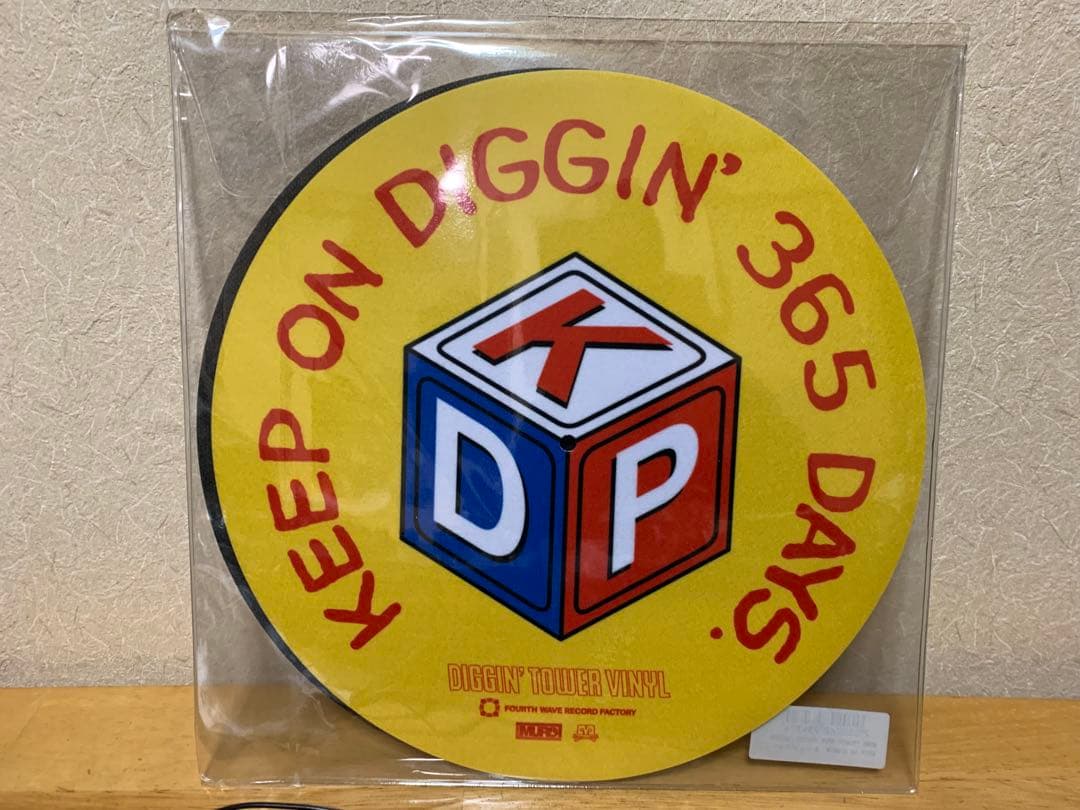 KEEP ON DIGGIN' 365 DAYS.
K
D P
DIGGIN' TOWER VINYL
FOURTH WAVE RECORD FACTORY
MURO